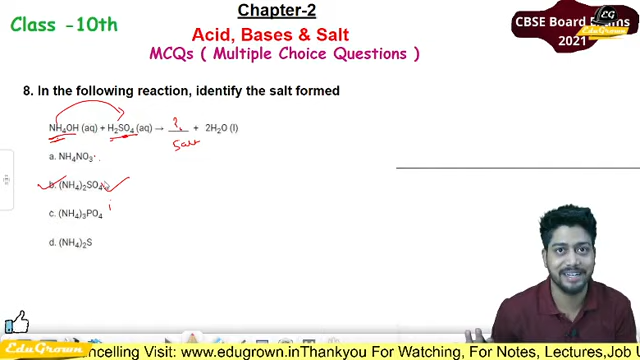 Chapter-2
Class -10th
Acid, Bases & Salt
MCQs ( Multiple Choice Questions )
CBSE Board Exams
2021
EduGrown
8. In the following reaction, identify the salt formed
NH₄OH (aq) + H₂SO₄ (aq) → ? + 2H₂O (l)
Salt
a. NH₄NO₃
b. (NH₄)₂SO₄
c. (NH₄)₃PO₄
d. (NH₄)₂S
EduGrown
ncelling Visit: www.edugrown.inThankyou For Watching, For Notes, Lectures,Job U